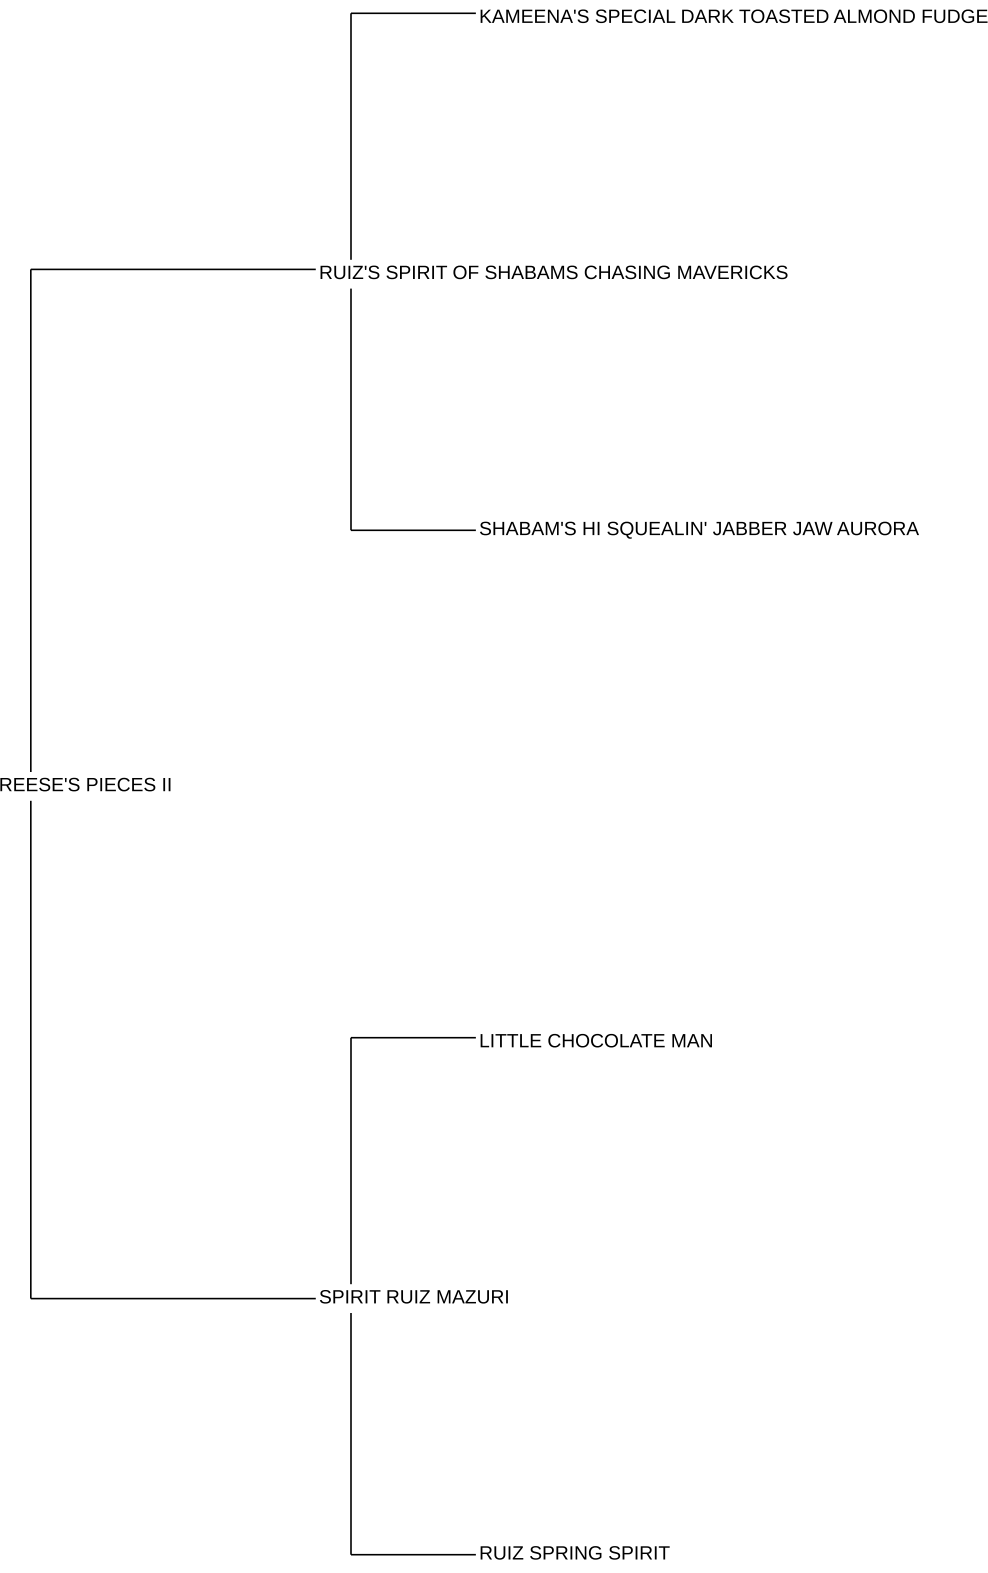 KAMEENA'S SPECIAL DARK TOASTED ALMOND FUDGE
RUIZ'S SPIRIT OF SHABAMS CHASING MAVERICKS
SHABAM'S HI SQUEALIN' JABBER JAW AURORA
REESE'S PIECES II
LITTLE CHOCOLATE MAN
SPIRIT RUIZ MAZURI
RUIZ SPRING SPIRIT